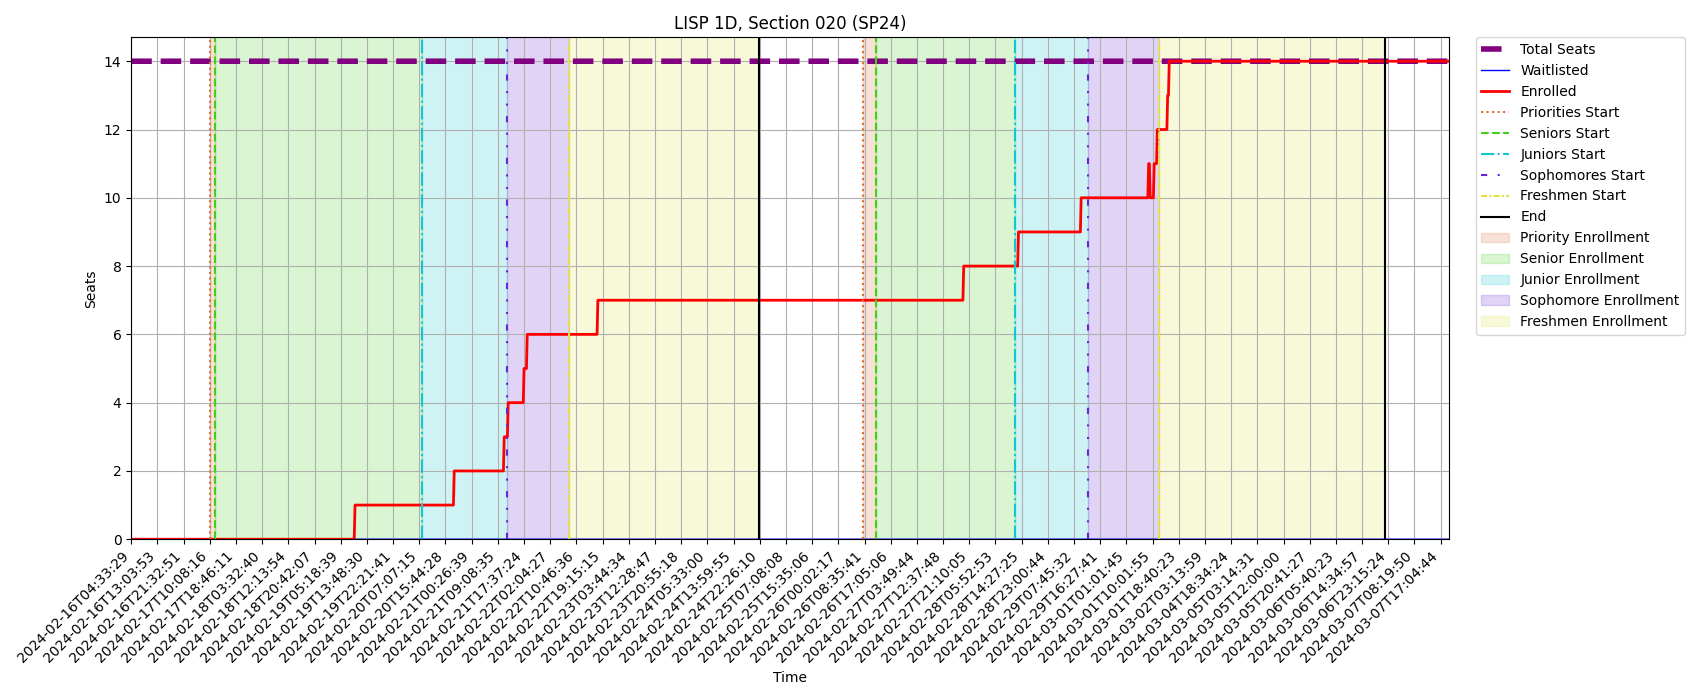 LISP 1D, Section 020 (SP24)
Seats
14
12
10
8
6
4
2
0
2024-02-16T04:33:29
2024-02-16T13:03:53
2024-02-16T21:32:51
2024-02-17T10:08:16
2024-02-17T18:46:11
2024-02-18T03:32:40
2024-02-18T12:13:54
2024-02-18T20:42:07
2024-02-19T05:18:39
2024-02-19T13:48:30
2024-02-19T22:21:41
2024-02-20T07:07:15
2024-02-20T15:44:28
2024-02-21T00:26:39
2024-02-21T09:08:35
2024-02-21T17:37:24
2024-02-22T02:04:27
2024-02-22T10:46:36
2024-02-22T19:15:15
2024-02-23T03:44:34
2024-02-23T12:28:47
2024-02-23T20:55:18
2024-02-24T05:33:00
2024-02-24T13:59:55
2024-02-24T22:26:10
2024-02-25T07:08:08
2024-02-25T15:35:06
2024-02-26T00:02:17
2024-02-26T08:35:41
2024-02-26T17:05:06
2024-02-27T03:49:44
2024-02-27T12:37:48
2024-02-27T21:10:05
2024-02-28T05:52:53
2024-02-28T14:27:25
2024-02-28T23:00:44
2024-02-29T07:45:32
2024-02-29T16:27:41
2024-03-01T01:01:45
2024-03-01T10:01:55
2024-03-01T18:40:23
2024-03-02T03:13:59
2024-03-04T18:34:24
2024-03-05T03:14:31
2024-03-05T12:00:00
2024-03-05T20:41:27
2024-03-06T05:40:23
2024-03-06T14:34:57
2024-03-06T23:15:24
2024-03-07T08:19:50
2024-03-07T17:04:44
Time
Total Seats
Waitlisted
Enrolled
Priorities Start
Seniors Start
Juniors Start
Sophomores Start
Freshmen Start
End
Priority Enrollment
Senior Enrollment
Junior Enrollment
Sophomore Enrollment
Freshmen Enrollment